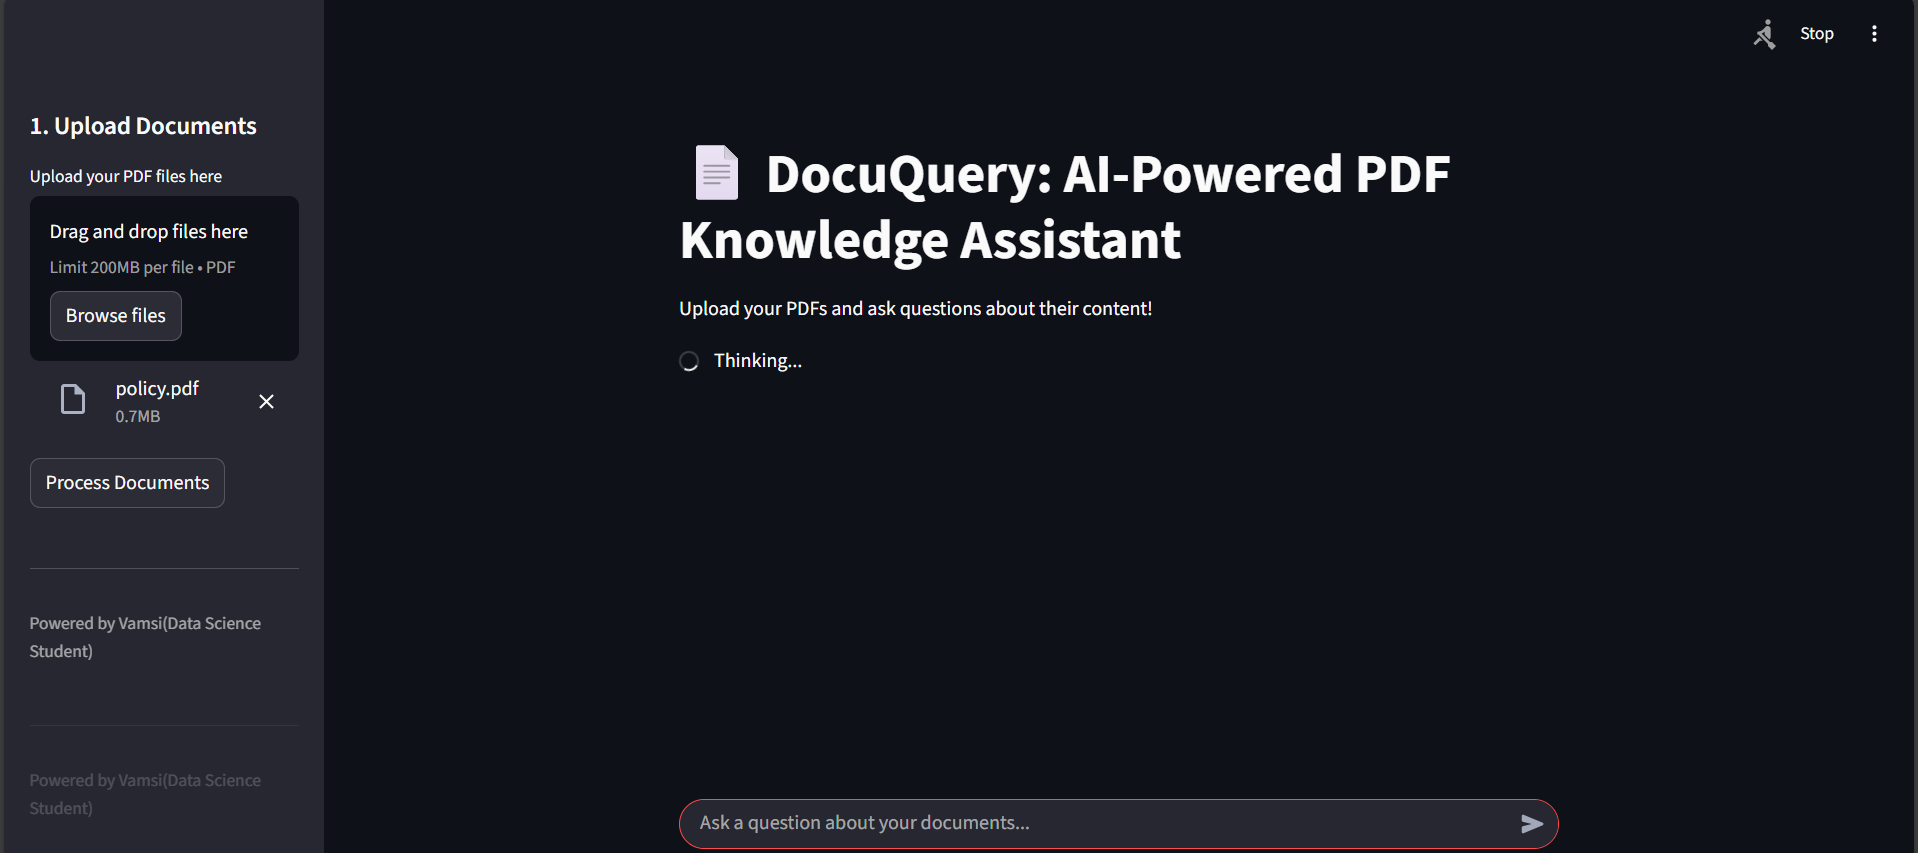 Stop
1. Upload Documents
Upload your PDF files here
Drag and drop files here
Limit 200MB per file • PDF
Browse files
policy.pdf
0.7MB
Process Documents
Powered by Vamsi(Data Science
Student)
Powered by Vamsi(Data Science
Student)
DocuQuery: AI-Powered PDF
Knowledge Assistant
Upload your PDFs and ask questions about their content!
Thinking...
Ask a question about your documents...